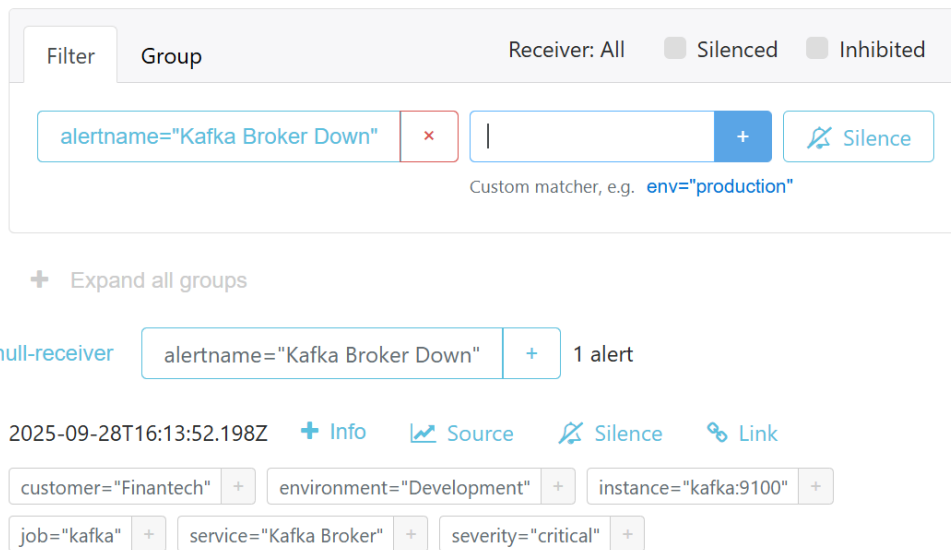 Filter Group Receiver: All Silenced Inhibited
alertname="Kafka Broker Down" × + Silence
Custom matcher, e.g. env="production"
+ Expand all groups
null-receiver alertname="Kafka Broker Down" + 1 alert
2025-09-28T16:13:52.198Z + Info Source Silence Link
customer="Finantech" + environment="Development" + instance="kafka:9100" +
job="kafka" + service="Kafka Broker" + severity="critical" +